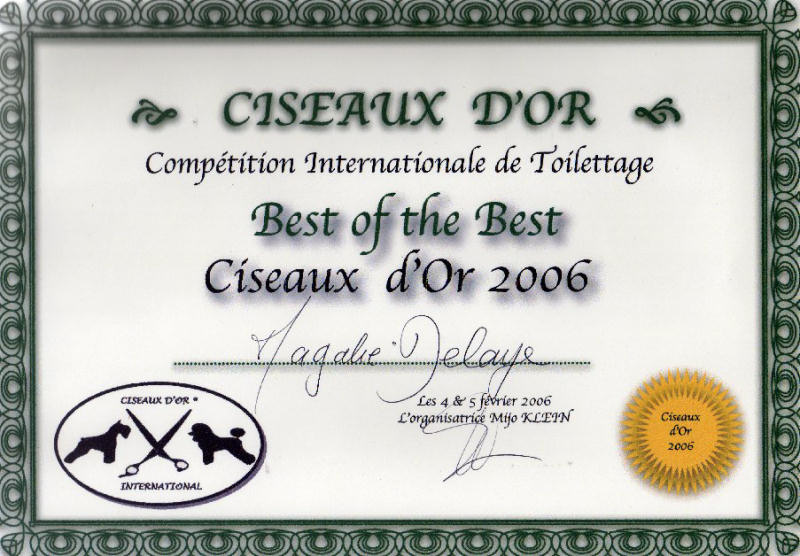 CISEAUX D'OR
Compétition Internationale de Toilettage
Best of the Best
Ciseaux d'Or 2006
Magalie Delaye
Les 4 & 5 février 2006
L'organisatrice Mijo KLEIN
CISEAUX D'OR ®
INTERNATIONAL
Ciseaux
d'Or
2006